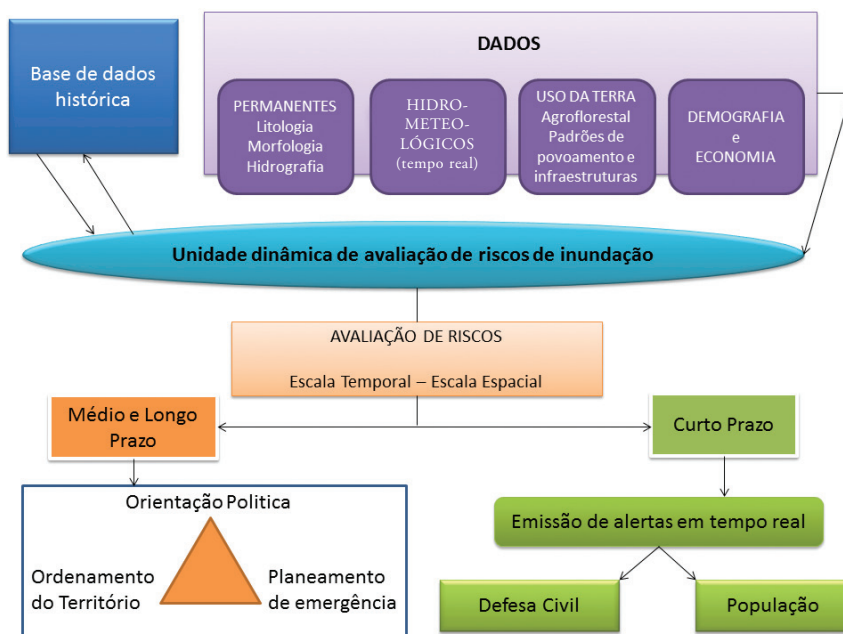 Base de dados
histórica
DADOS
PERMANENTES
Litologia
Morfologia
Hidrografia
HIDRO-
METEO-
LÓGICOS
(tempo real)
USO DA TERRA
Agroflorestal
Padrões de
povoamento e
infraestruturas
DEMOGRAFIA
e
ECONOMIA
Unidade dinâmica de avaliação de riscos de inundação
AVALIAÇÃO DE RISCOS
Escala Temporal – Escala Espacial
Médio e Longo
Prazo
Curto Prazo
Orientação Politica
Ordenamento
do Território
Planeamento
de emergência
Emissão de alertas em tempo real
Defesa Civil
População